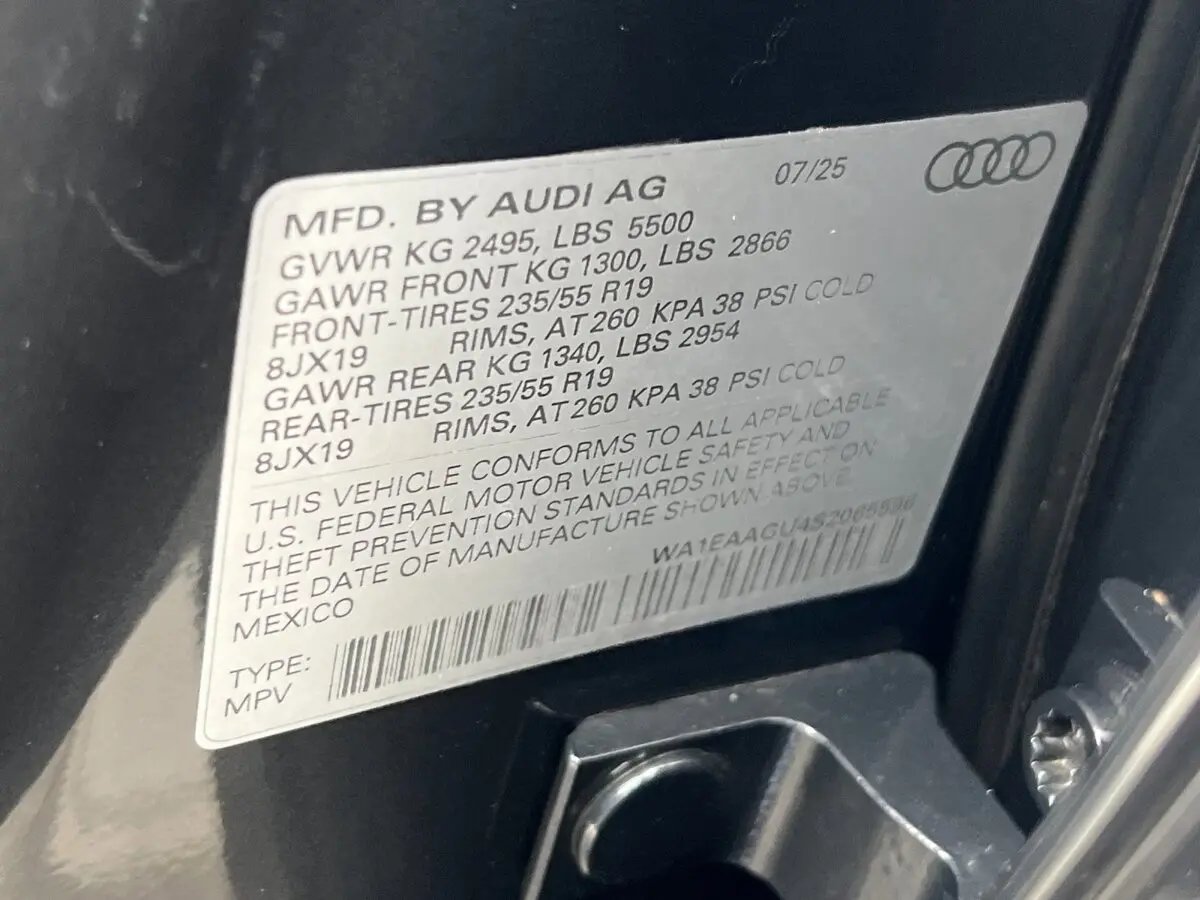 MFD. BY AUDI AG 07/25
GVWR KG 2495, LBS 5500
GAWR FRONT KG 1300, LBS 2866
FRONT-TIRES 235/55 R19
8JX19 RIMS, AT 260 KPA 38 PSI COLD
GAWR REAR KG 1340, LBS 2954
REAR-TIRES 235/55 R19
8JX19 RIMS, AT 260 KPA 38 PSI COLD
THIS VEHICLE CONFORMS TO ALL APPLICABLE
U.S. FEDERAL MOTOR VEHICLE SAFETY AND
THEFT PREVENTION STANDARDS IN EFFECT ON
THE DATE OF MANUFACTURE SHOWN ABOVE.
MEXICO
TYPE:
MPV